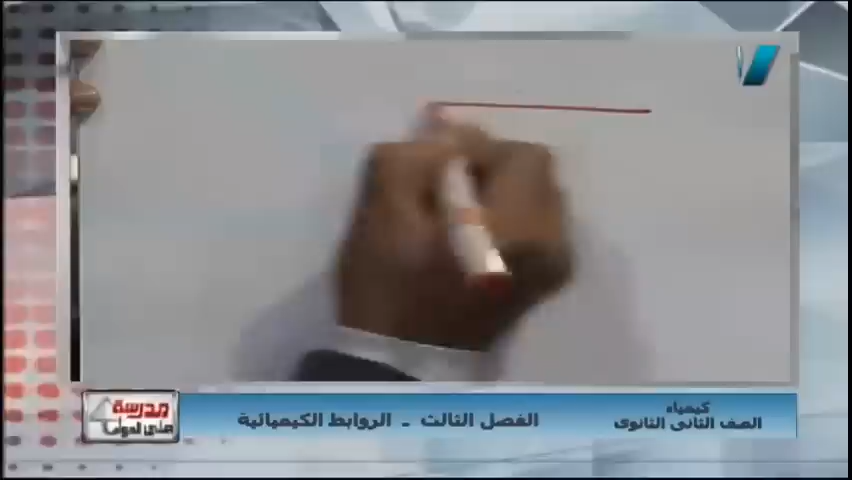 كيمياء
الصف الثانى الثانوى
الفصل الثالث ـ الروابط الكيميائية
مدرسة
على الهواء